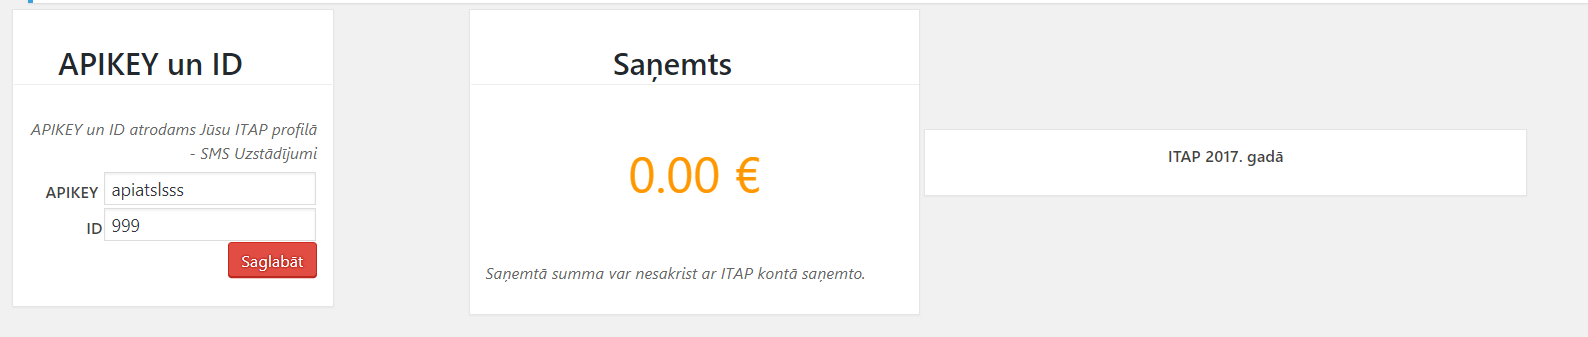 APIKEY un ID
APIKEY un ID atrodams Jūsu ITAP profilā
- SMS Uzstādījumi
APIKEY apiatslsss
ID 999
Saglabāt
Saņemts
0.00 €
Saņemtā summa var nesakrist ar ITAP kontā saņemto.
ITAP 2017. gadā